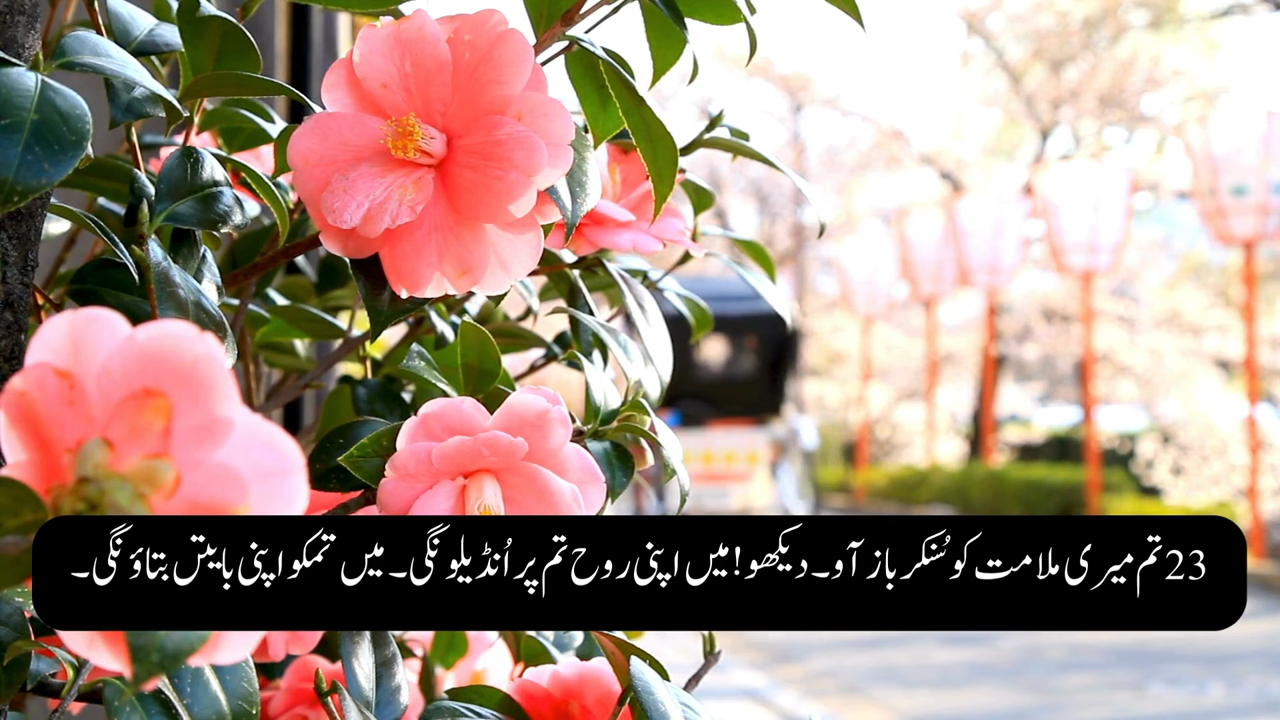 23 تم میری ملامت کو سُنکر باز آو۔ دیکھو! میں اپنی روح تم پر اُنڈیلونگی۔ میں تمکو اپنی باتیں بتاؤنگی۔